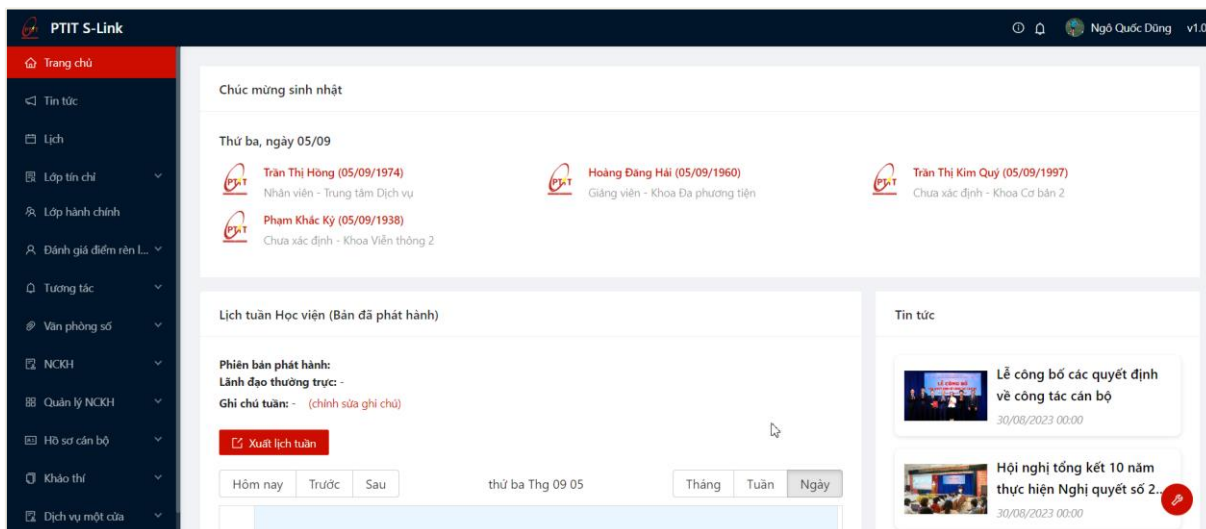 PTIT S-Link
Ngô Quốc Dũng v1.0
Trang chủ
Tin tức
Lịch
Lớp tín chỉ
Lớp hành chính
Đánh giá điểm rèn l...
Tương tác
Văn phòng số
NCKH
Quản lý NCKH
Hồ sơ cán bộ
Khảo thí
Dịch vụ một cửa
Chúc mừng sinh nhật
Thứ ba, ngày 05/09
Trần Thị Hồng (05/09/1974)
Nhân viên - Trung tâm Dịch vụ
Hoàng Đăng Hải (05/09/1960)
Giảng viên - Khoa Đa phương tiện
Trần Thị Kim Quý (05/09/1997)
Chưa xác định - Khoa Cơ bản 2
Phạm Khắc Kỷ (05/09/1938)
Chưa xác định - Khoa Viễn thông 2
Lịch tuần Học viện (Bản đã phát hành)
Phiên bản phát hành:
Lãnh đạo thường trực: -
Ghi chú tuần: - (chỉnh sửa ghi chú)
Xuất lịch tuần
Hôm nay Trước Sau thứ ba Thg 09 05 Tháng Tuần Ngày
Tin tức
Lễ công bố các quyết định
về công tác cán bộ
30/08/2023 00:00
Hội nghị tổng kết 10 năm
thực hiện Nghị quyết số 2...
30/08/2023 00:00